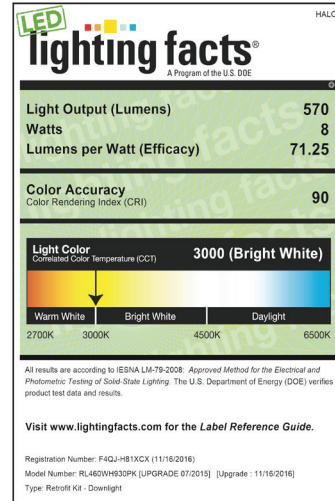 LED
HALO
lighting facts®
A Program of the U.S. DOE
Light Output (Lumens) 570
Watts 8
Lumens per Watt (Efficacy) 71.25
Color Accuracy 90
Color Rendering Index (CRI)
Light Color 3000 (Bright White)
Correlated Color Temperature (CCT)
Warm White Bright White Daylight
2700K 3000K 4500K 6500K
All results are according to IESNA LM-79-2008: Approved Method for the Electrical and
Photometric Testing of Solid-State Lighting. The U.S. Department of Energy (DOE) verifies
product test data and results.
Visit www.lightingfacts.com for the Label Reference Guide.
Registration Number: F4QJ-H81XCX (11/16/2016)
Model Number: RL460WH930PK [UPGRADE 07/2015] [Upgrade : 11/16/2016]
Type: Retrofit Kit - Downlight